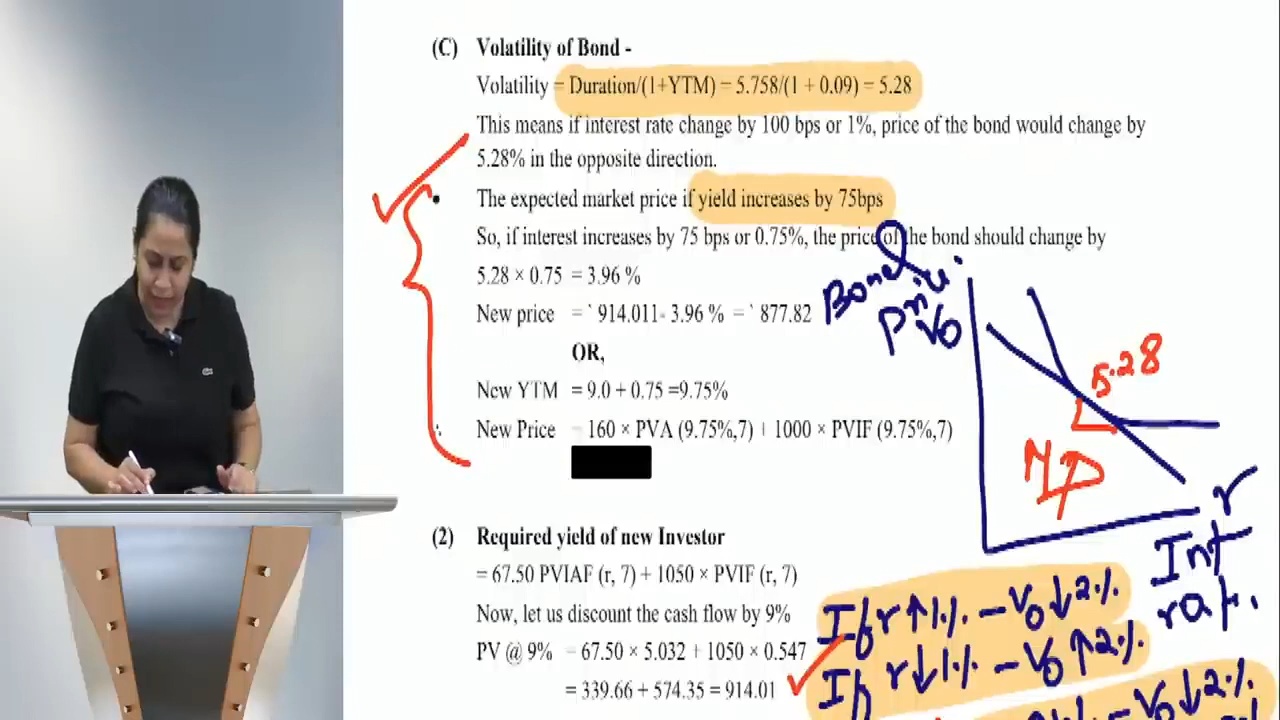 (C) Volatility of Bond -
Volatility = Duration/(1+YTM) = 5.758/(1 + 0.09) = 5.28
This means if interest rate change by 100 bps or 1%, price of the bond would change by
5.28% in the opposite direction.
• The expected market price if yield increases by 75bps
So, if interest increases by 75 bps or 0.75%, the price of the bond should change by
5.28 × 0.75 = 3.96 %
New price = ` 914.011- 3.96 % = ` 877.82
OR,
New YTM = 9.0 + 0.75 =9.75%
∴ New Price = 160 × PVA (9.75%,7) + 1000 × PVIF (9.75%,7)
Bond
Price
V0
5.28
MD
r
Int
rat.
(2) Required yield of new Investor
= 67.50 PVIAF (r, 7) + 1050 × PVIF (r, 7)
Now, let us discount the cash flow by 9%
PV @ 9% = 67.50 × 5.032 + 1050 × 0.547
= 339.66 + 574.35 = 914.01
If r ↑ 1% - V0 ↓ 2%
If r ↓ 1% - V0 ↑ 2%
- V0 ↓ 2%